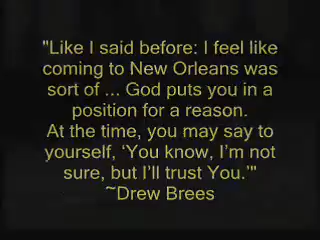 "Like I said before: I feel like
coming to New Orleans was
sort of ... God puts you in a
position for a reason.
At the time, you may say to
yourself, ‘You know, I’m not
sure, but I’ll trust You.’"
~Drew Brees